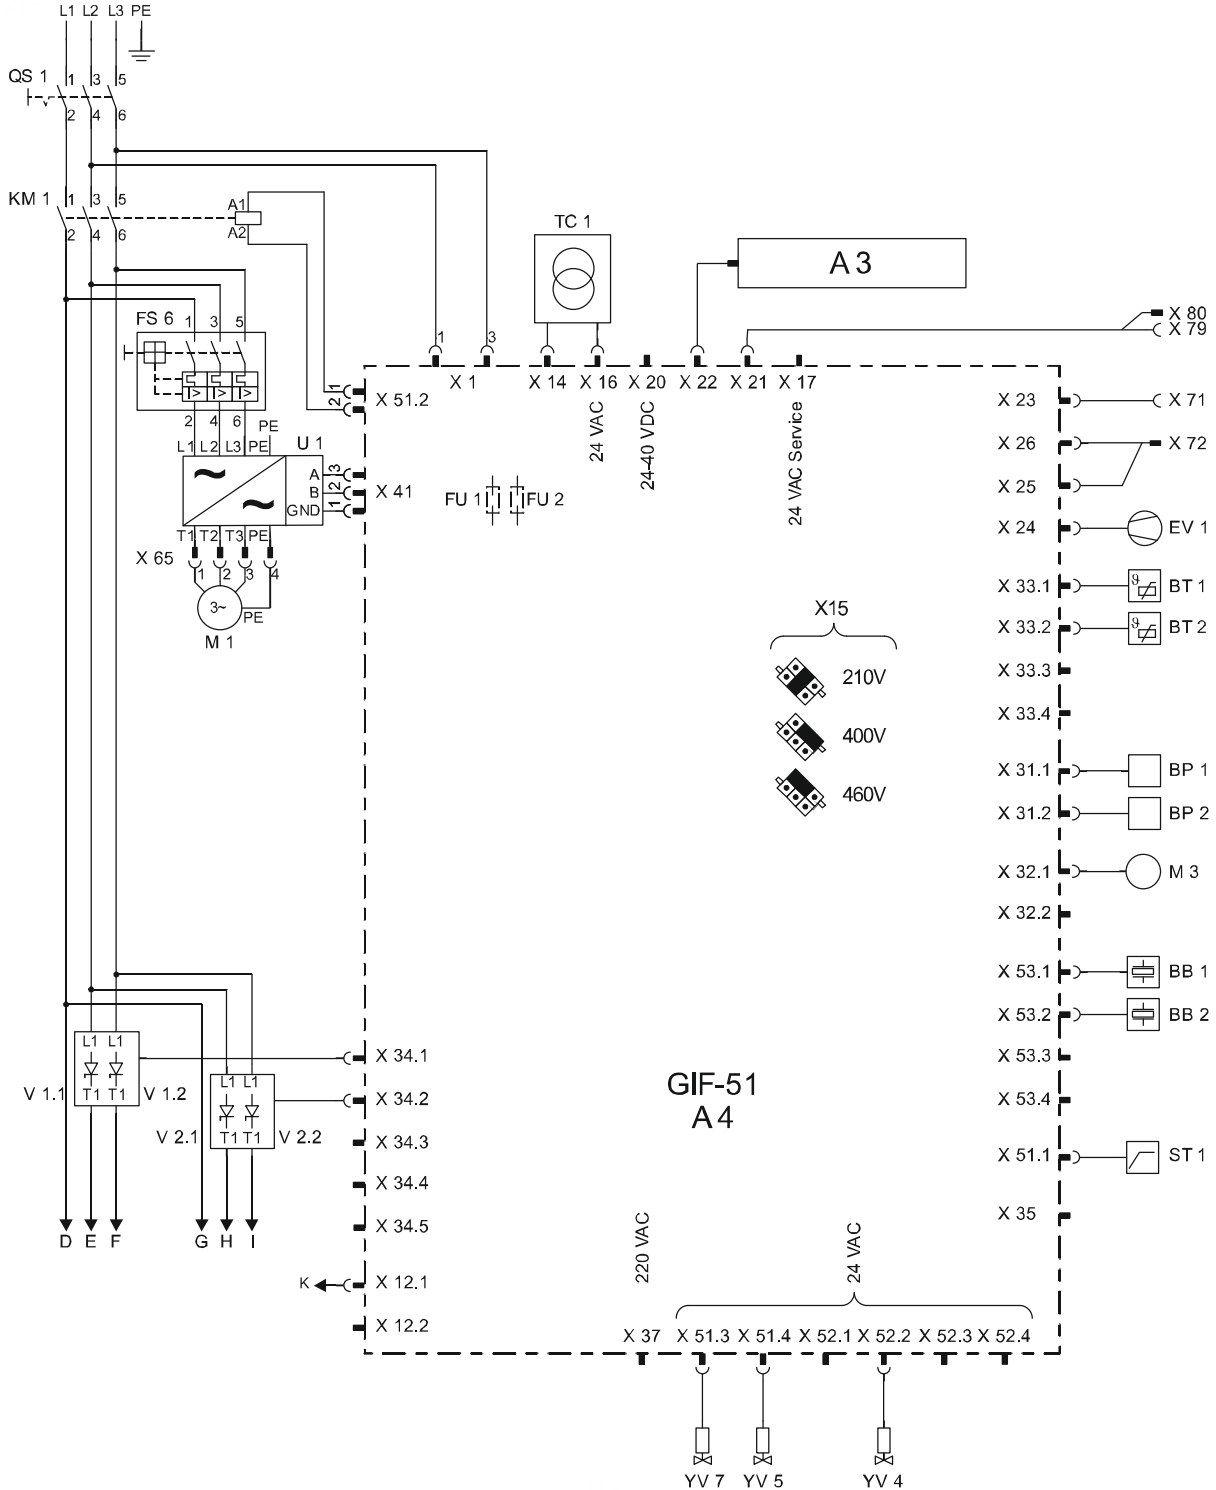 L1 L2 L3 PE
QS 1
1 3 5
2 4 6
KM 1
1 3 5
2 4 6
A1
A2
TC 1
A 3
X 80
X 79
FS 6
1 3 5
2 4 6
1 3
X 1 X 14 X 16 X 20 X 22 X 21 X 17
24 VAC
24-40 VDC
24 VAC Service
1
2
X 51.2
X 23 X 71
X 26 X 72
X 25
X 24 EV 1
L1 L2 L3 PE
PE
U 1
A 3
B 2
GND 1
X 41
FU 1 FU 2
T1 T2 T3 PE
X 65
1 2 3 4
3~
PE
M 1
X15
210V
400V
460V
X 33.1 ϑ BT 1
X 33.2 ϑ BT 2
X 33.3
X 33.4
X 31.1 BP 1
X 31.2 BP 2
X 32.1 M 3
X 32.2
X 53.1 BB 1
X 53.2 BB 2
X 53.3
X 53.4
X 51.1 ST 1
X 35
L1 L1
T1 T1
V 1.1 V 1.2
L1 L1
T1 T1
V 2.1 V 2.2
X 34.1
X 34.2
X 34.3
X 34.4
X 34.5
D E F G H I
K
X 12.1
X 12.2
GIF-51
A 4
220 VAC
24 VAC
X 37 X 51.3 X 51.4 X 52.1 X 52.2 X 52.3 X 52.4
YV 7 YV 5 YV 4